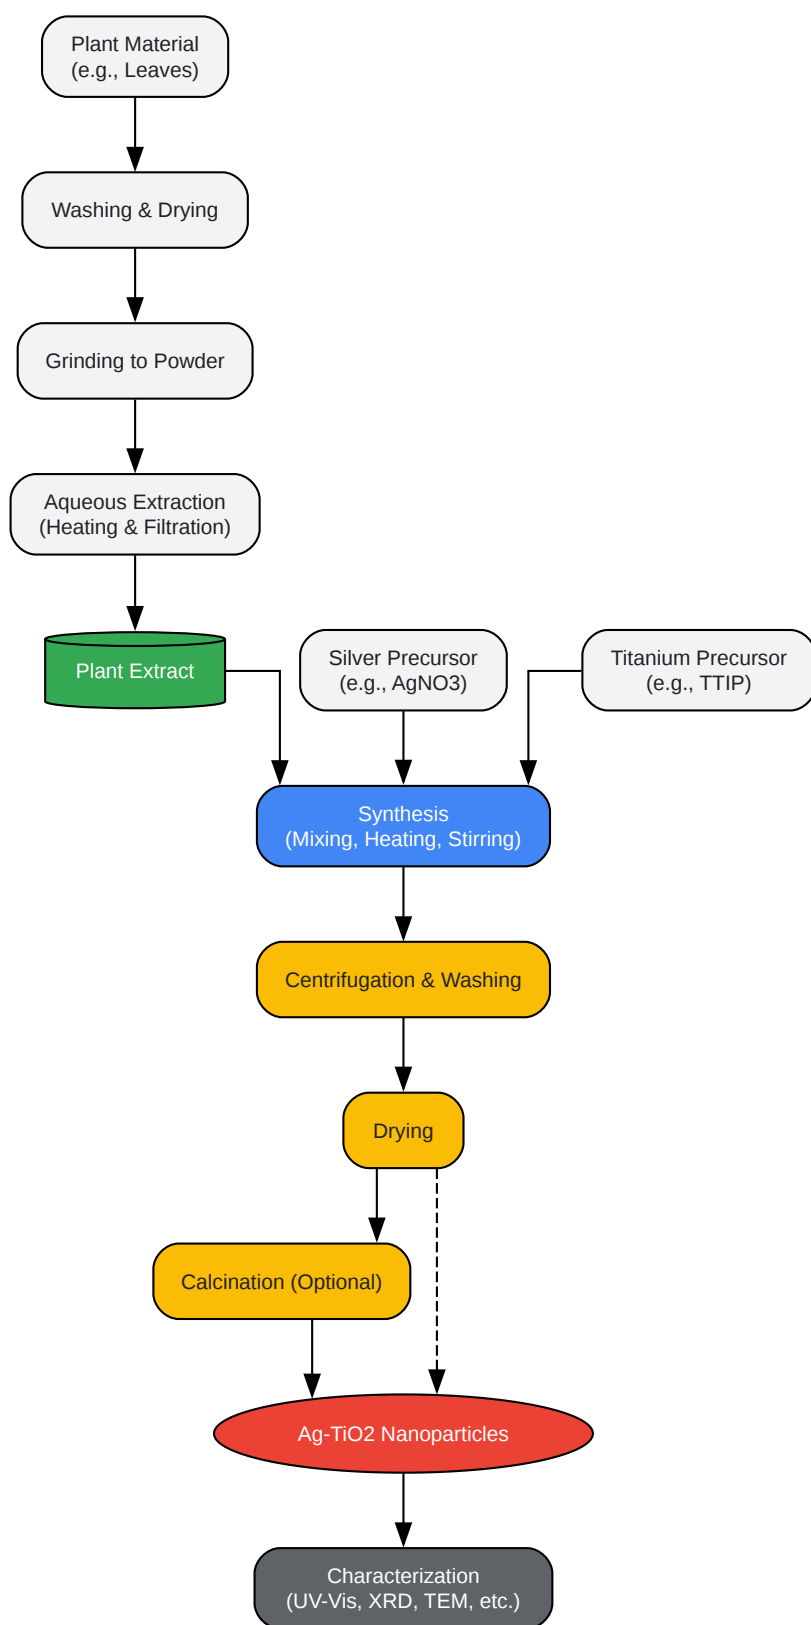 Plant Material
(e.g., Leaves)
Washing & Drying
Grinding to Powder
Aqueous Extraction
(Heating & Filtration)
Plant Extract
Silver Precursor
(e.g., AgNO3)
Titanium Precursor
(e.g., TTIP)
Synthesis
(Mixing, Heating, Stirring)
Centrifugation & Washing
Drying
Calcination (Optional)
Ag-TiO2 Nanoparticles
Characterization
(UV-Vis, XRD, TEM, etc.)